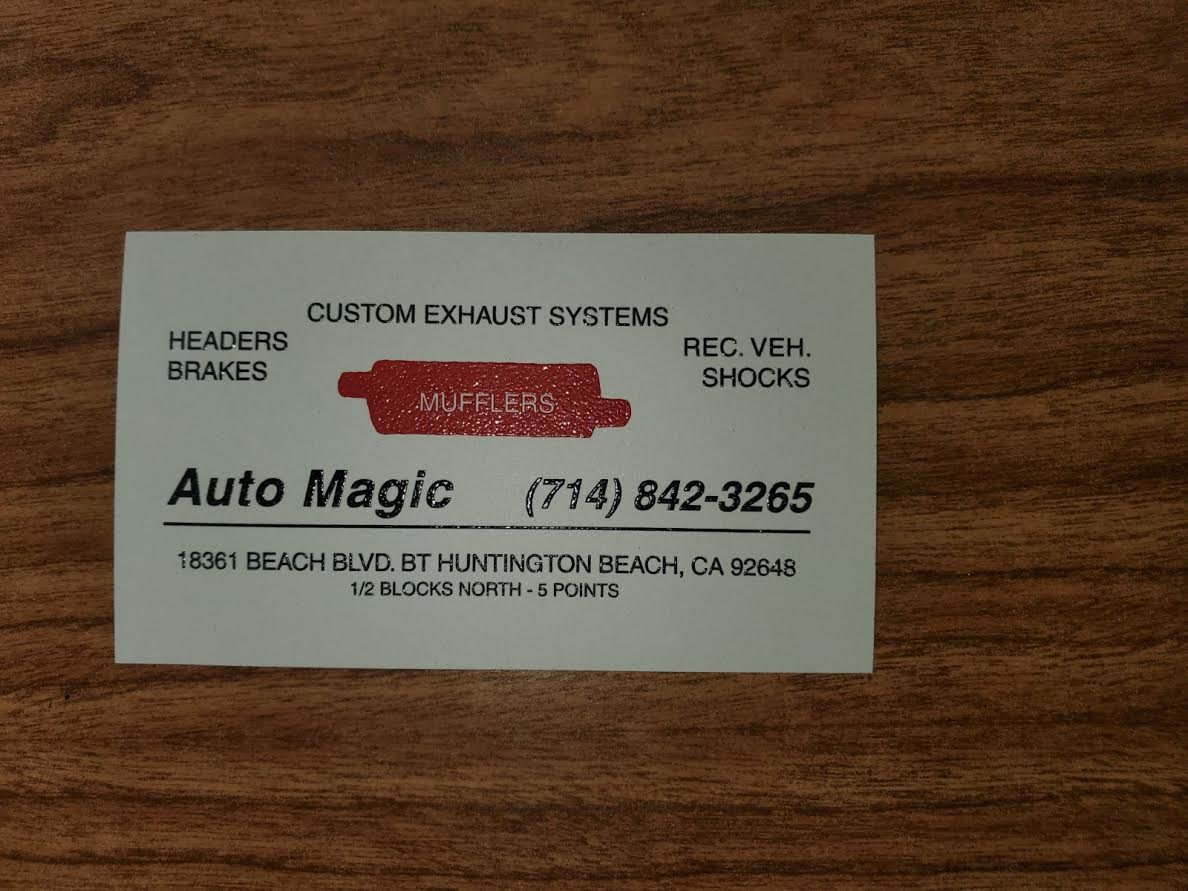 CUSTOM EXHAUST SYSTEMS
HEADERS
BRAKES
REC. VEH.
SHOCKS
MUFFLERS
Auto Magic (714) 842-3265
18361 BEACH BLVD. BT HUNTINGTON BEACH, CA 92648
1/2 BLOCKS NORTH - 5 POINTS